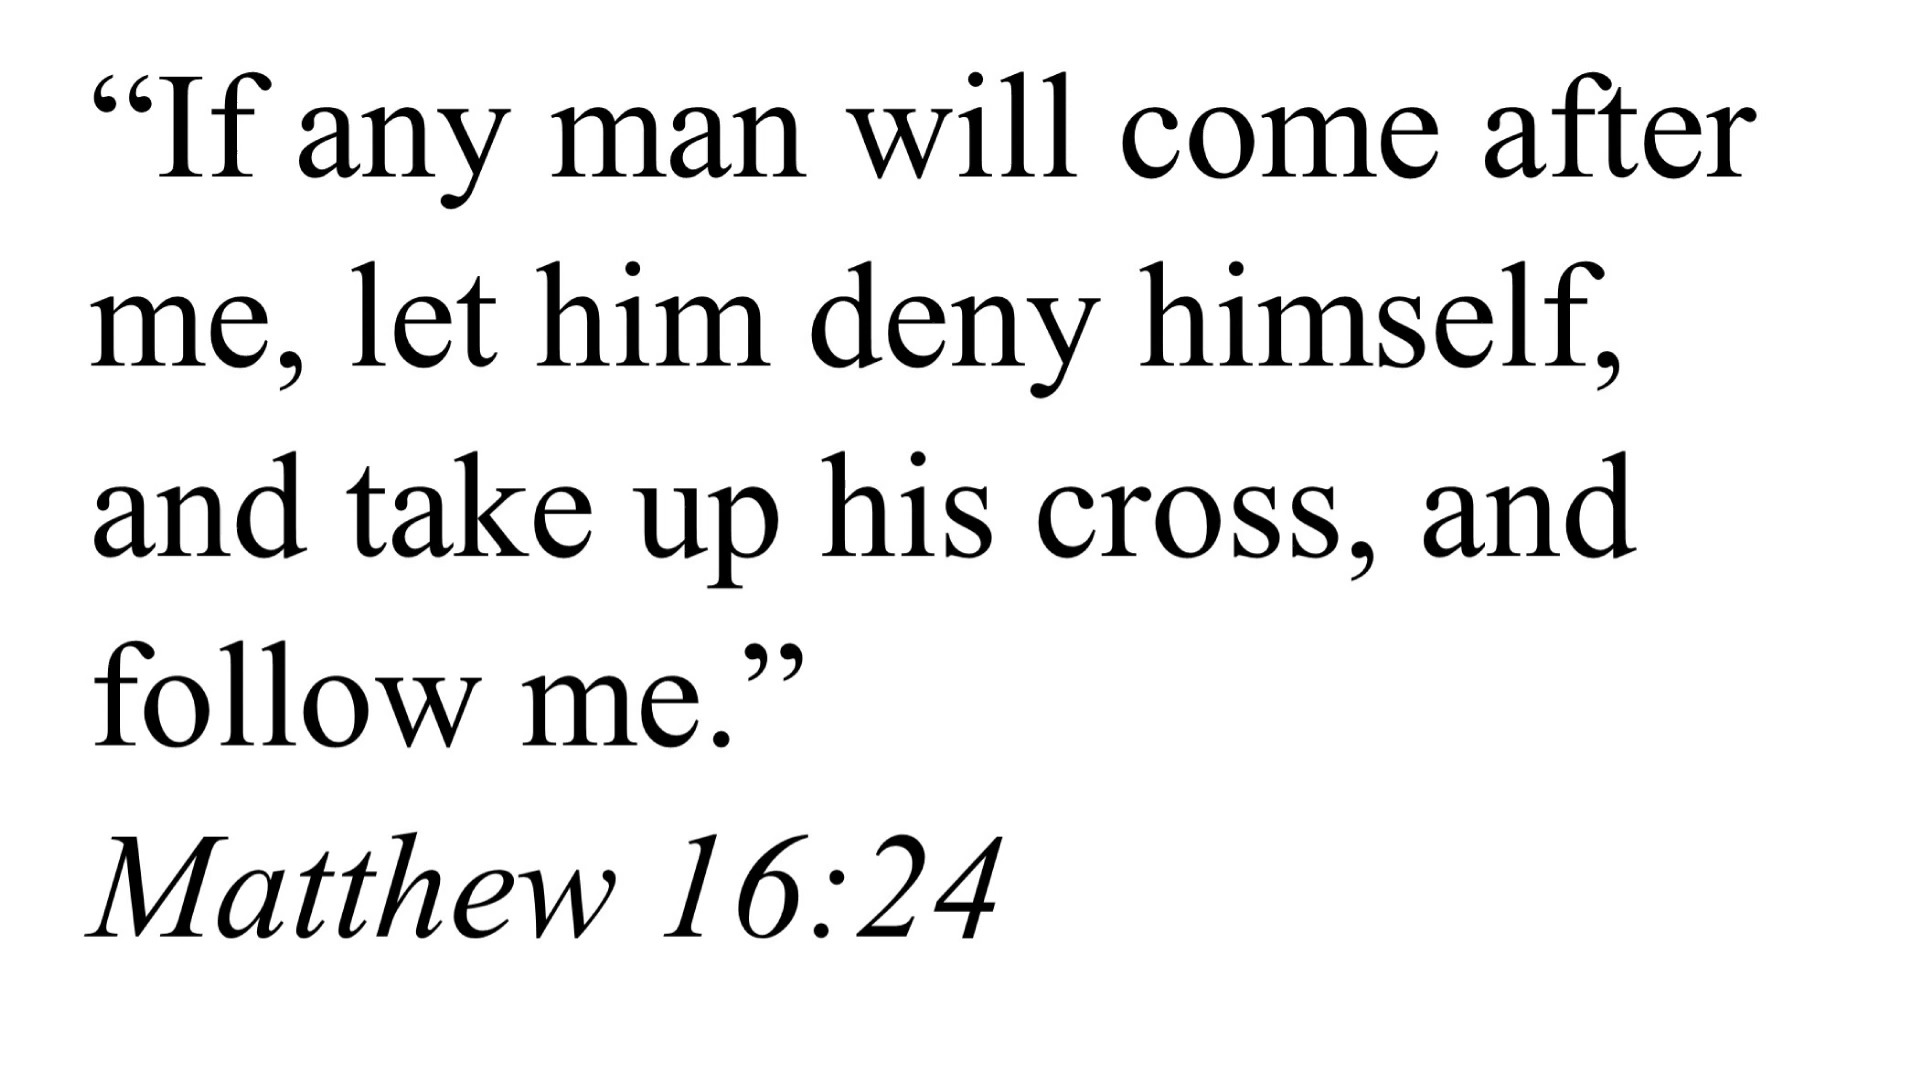 “If any man will come after
me, let him deny himself,
and take up his cross, and
follow me.”
Matthew 16:24